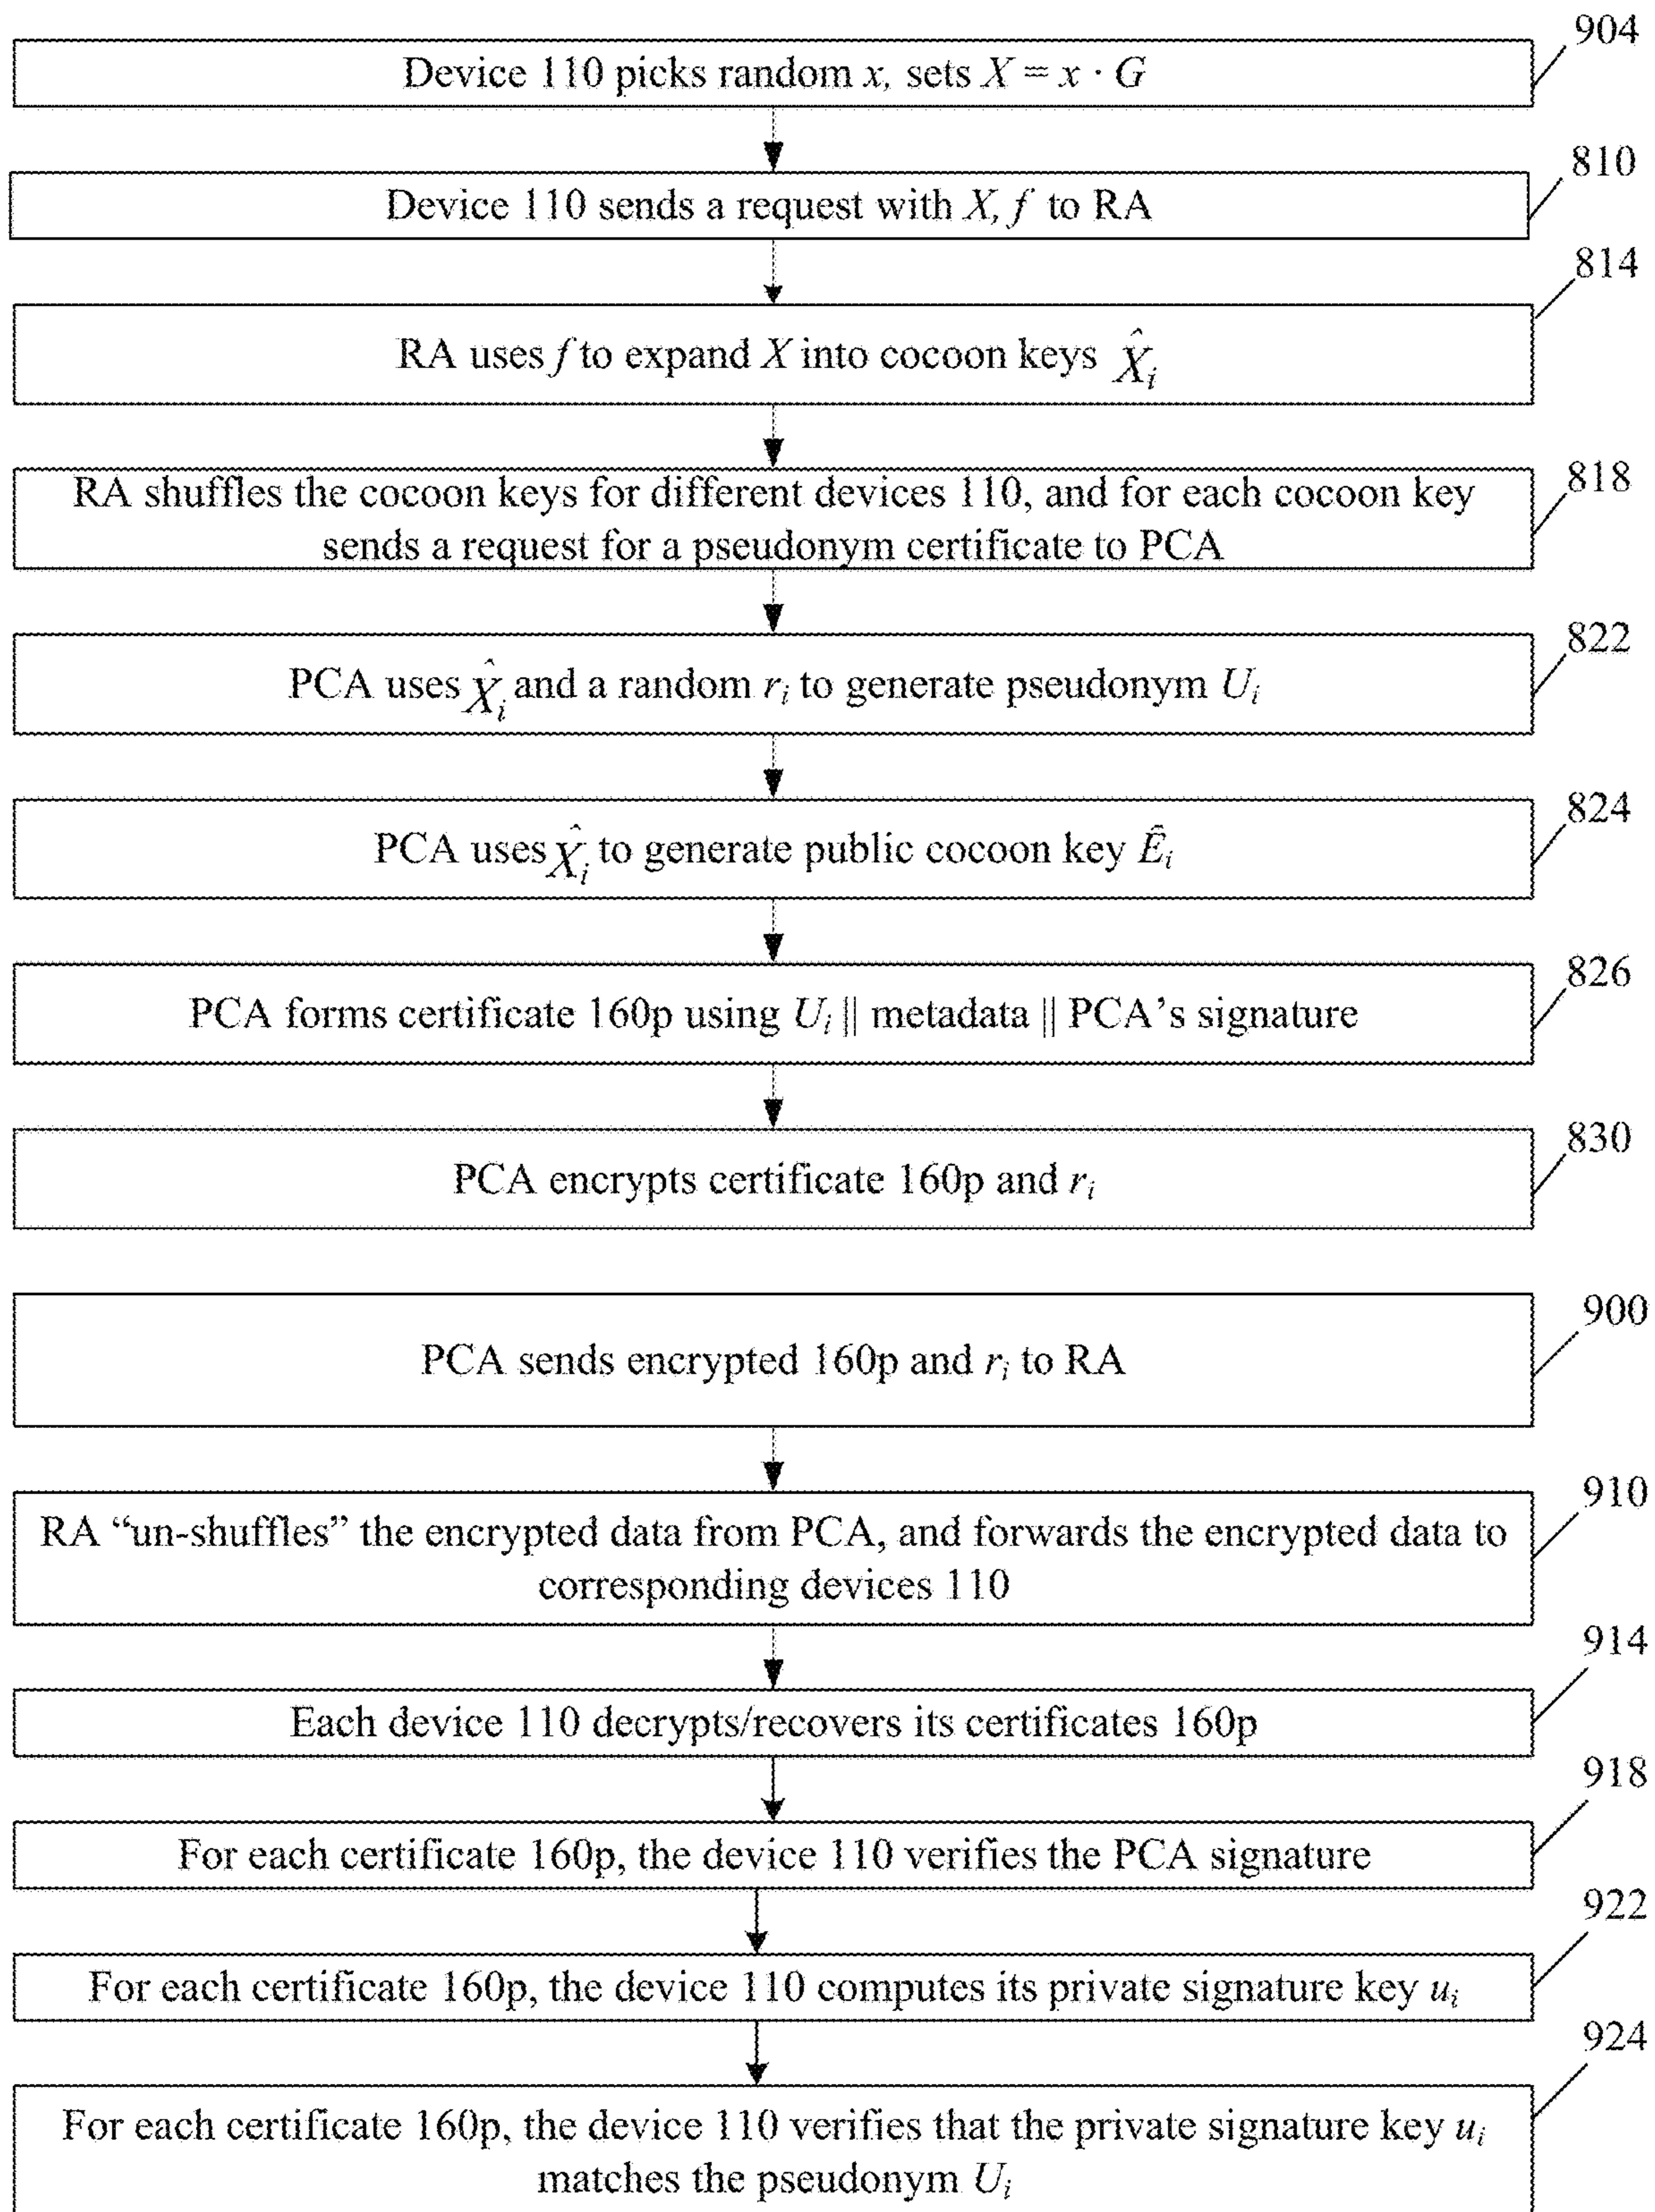 904
Device 110 picks random x, sets X = x · G
810
Device 110 sends a request with X, f to RA
814
RA uses f to expand X into cocoon keys X̂ᵢ
818
RA shuffles the cocoon keys for different devices 110, and for each cocoon key
sends a request for a pseudonym certificate to PCA
822
PCA uses X̂ᵢ and a random rᵢ to generate pseudonym Uᵢ
824
PCA uses X̂ᵢ to generate public cocoon key Êᵢ
826
PCA forms certificate 160p using Uᵢ || metadata || PCA’s signature
830
PCA encrypts certificate 160p and rᵢ
900
PCA sends encrypted 160p and rᵢ to RA
910
RA “un-shuffles” the encrypted data from PCA, and forwards the encrypted data to
corresponding devices 110
914
Each device 110 decrypts/recovers its certificates 160p
918
For each certificate 160p, the device 110 verifies the PCA signature
922
For each certificate 160p, the device 110 computes its private signature key uᵢ
924
For each certificate 160p, the device 110 verifies that the private signature key uᵢ
matches the pseudonym Uᵢ